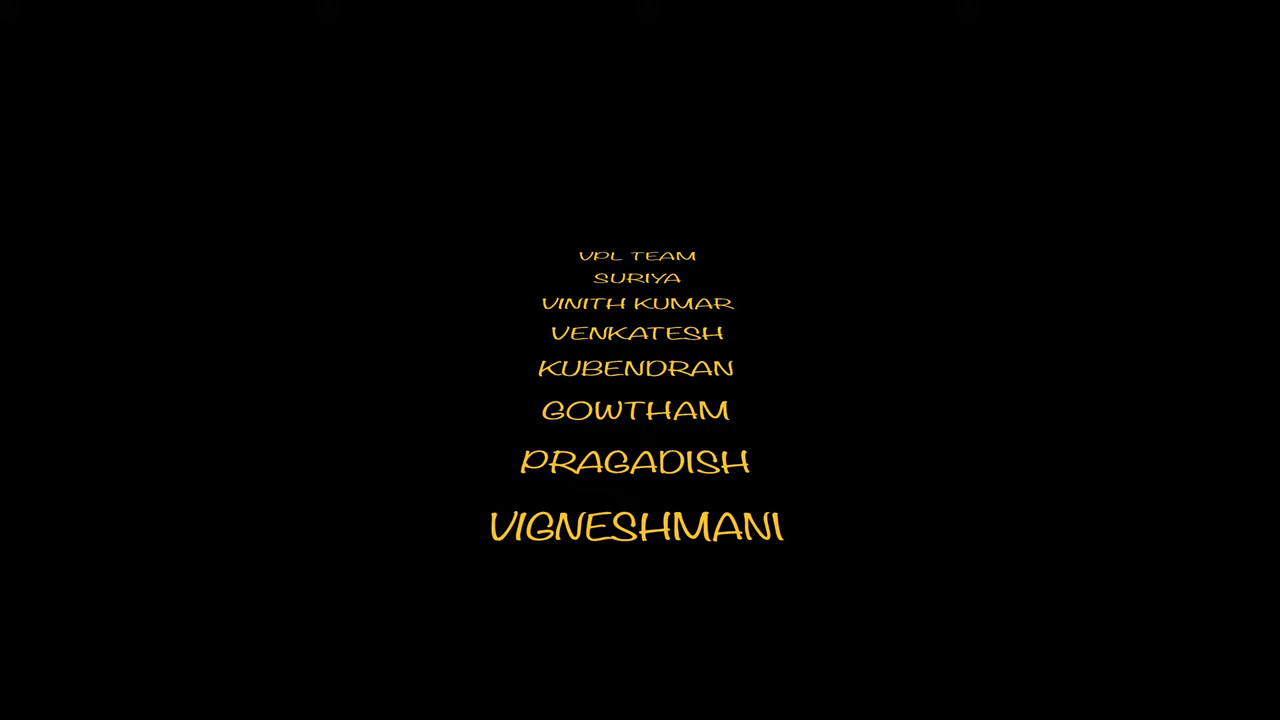 VPL TEAM
SURIYA
VINITH KUMAR
VENKATESH
KUBENDRAN
GOWTHAM
PRAGADISH
VIGNESHMANI